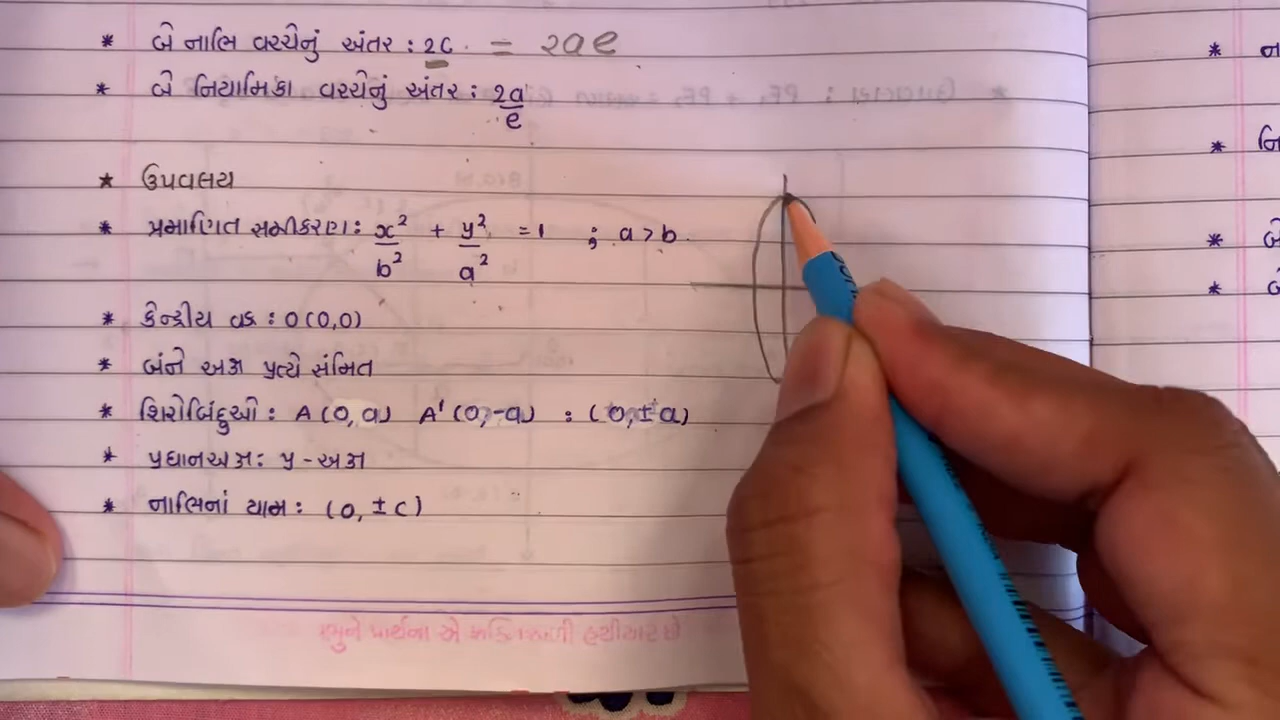 * બે નાભિ વચ્ચેનું અંતર : 2c = 2ae
* બે નિયામિકા વચ્ચેનું અંતર : 2a/e
* ઉપવલય
* પ્રમાણિત સમીકરણ : x²/b² + y²/a² = 1 ; a > b
* કેન્દ્રીય વક્ર : O(0,0)
* બંને અક્ષ પ્રત્યે સંમિત
* શિરોબિંદુઓ : A(0, a) A'(0,-a) : (0,±a)
* પ્રધાનઅક્ષ : y - અક્ષ
* નાભિનાં યામ : (0, ±c)
* ન
* નિ
* બે
* બે